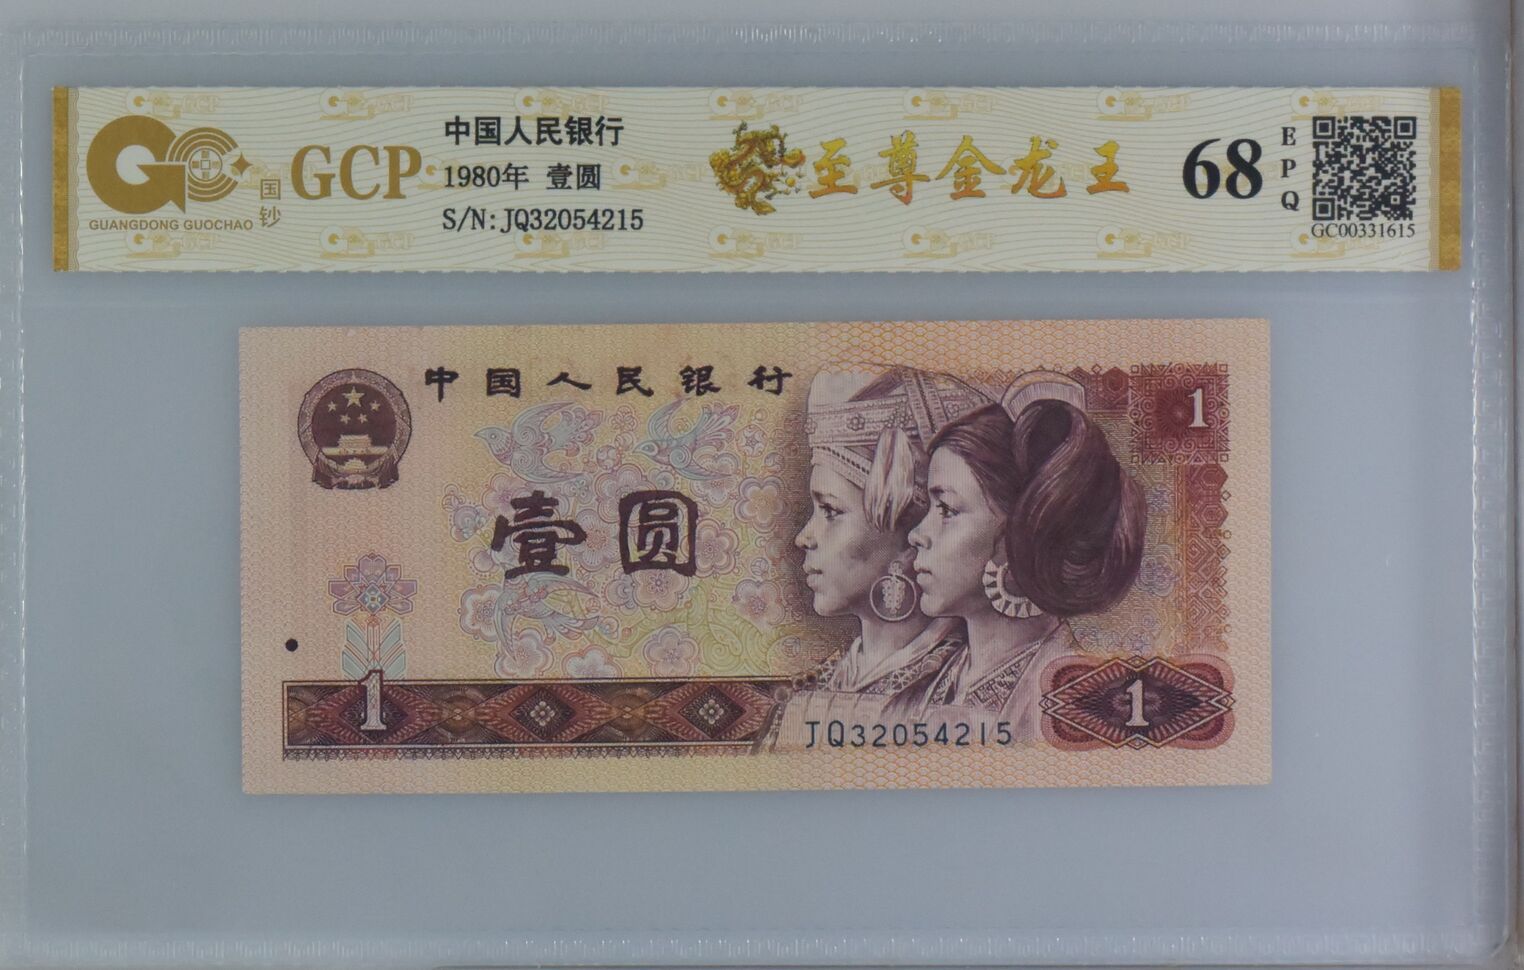 GCP
国钞
GUANGDONG GUOCHAO
中国人民银行
1980年 壹圆
S/N:JQ32054215
至尊金龙王
68
EPQ
GC00331615
中国人民银行
1
壹圆
1
JQ32054215
1